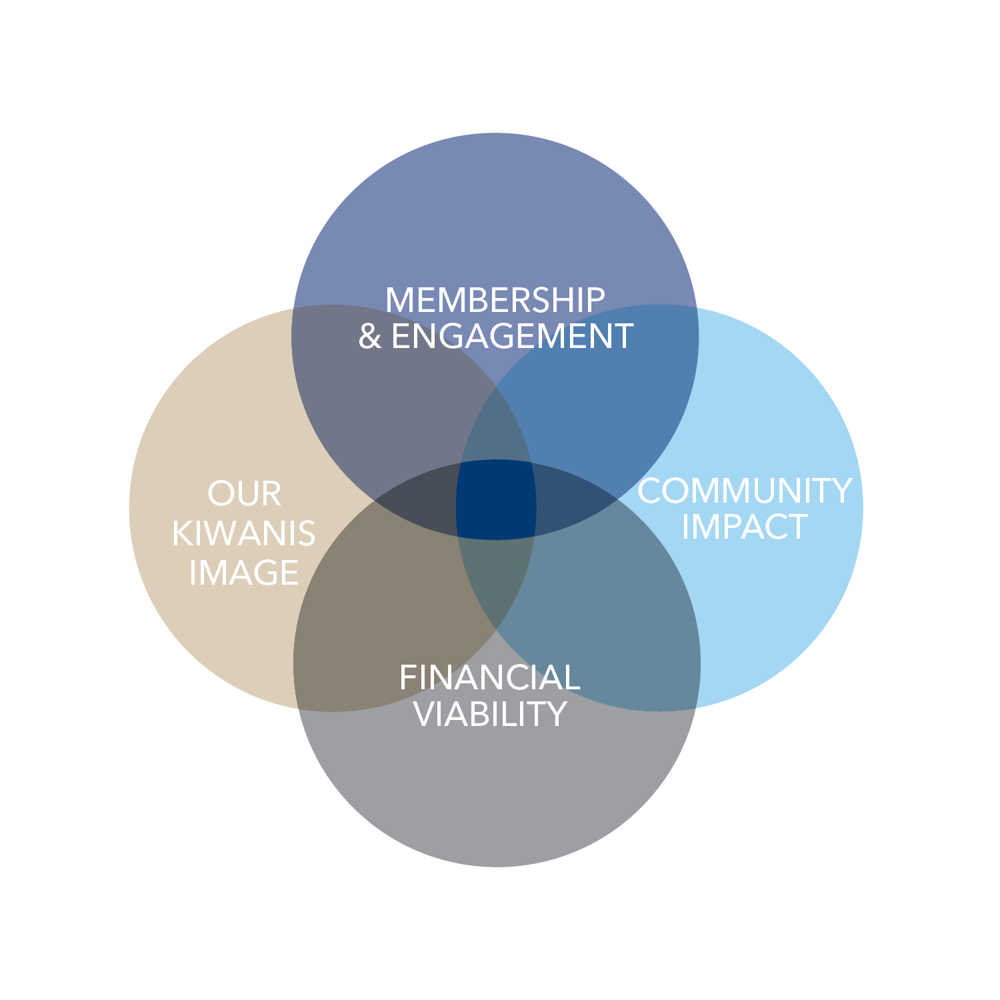 MEMBERSHIP
& ENGAGEMENT
OUR
KIWANIS
IMAGE
COMMUNITY
IMPACT
FINANCIAL
VIABILITY